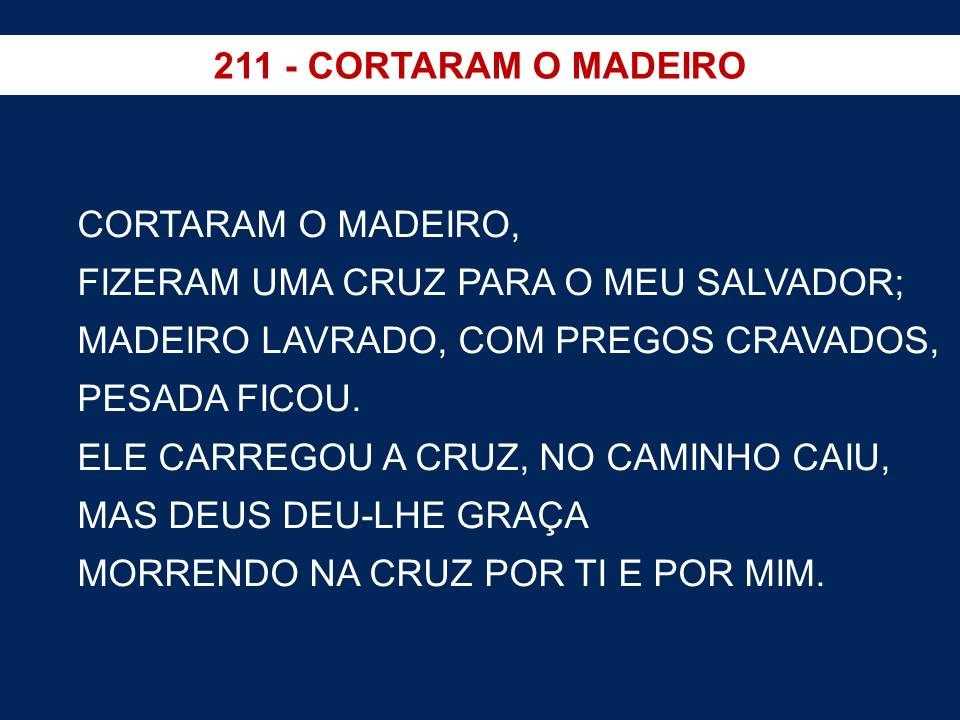 211 - CORTARAM O MADEIRO
CORTARAM O MADEIRO,
FIZERAM UMA CRUZ PARA O MEU SALVADOR;
MADEIRO LAVRADO, COM PREGOS CRAVADOS,
PESADA FICOU.
ELE CARREGOU A CRUZ, NO CAMINHO CAIU,
MAS DEUS DEU-LHE GRAÇA
MORRENDO NA CRUZ POR TI E POR MIM.